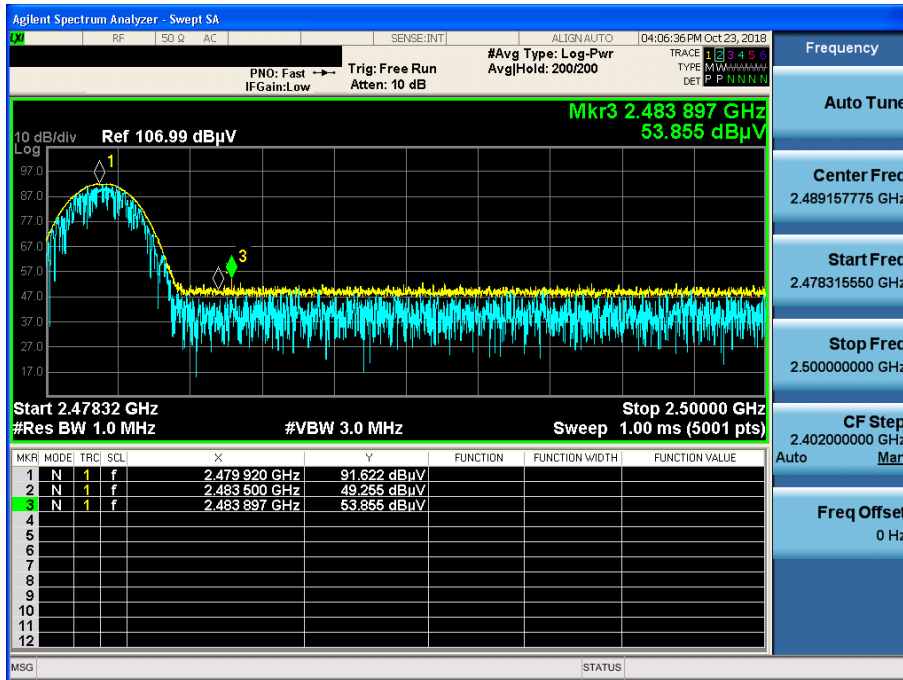 Agilent Spectrum Analyzer - Swept SA
LXI RF 50 Ω AC SENSE:INT ALIGN AUTO 04:06:36 PM Oct 23, 2018
PNO: Fast Trig: Free Run #Avg Type: Log-Pwr TRACE 1 2 3 4 5 6
IFGain:Low Atten: 10 dB Avg|Hold: 200/200 TYPE M W W W W W
DET P P N N N N
Mkr3 2.483 897 GHz
53.855 dBµV
10 dB/div Ref 106.99 dBµV
Log
97.0
87.0
77.0
67.0
57.0
47.0
37.0
27.0
17.0
1
3
Start 2.47832 GHz Stop 2.50000 GHz
#Res BW 1.0 MHz #VBW 3.0 MHz Sweep 1.00 ms (5001 pts)
MKR MODE TRC SCL X Y FUNCTION FUNCTION WIDTH FUNCTION VALUE
1 N 1 f 2.479 920 GHz 91.622 dBµV
2 N 1 f 2.483 500 GHz 49.255 dBµV
3 N 1 f 2.483 897 GHz 53.855 dBµV
4
5
6
7
8
9
10
11
12
MSG STATUS
Frequency
Auto Tune
Center Freq
2.489157775 GHz
Start Freq
2.478315550 GHz
Stop Freq
2.500000000 GHz
CF Step
2.402000000 GHz
Auto Man
Freq Offset
0 Hz